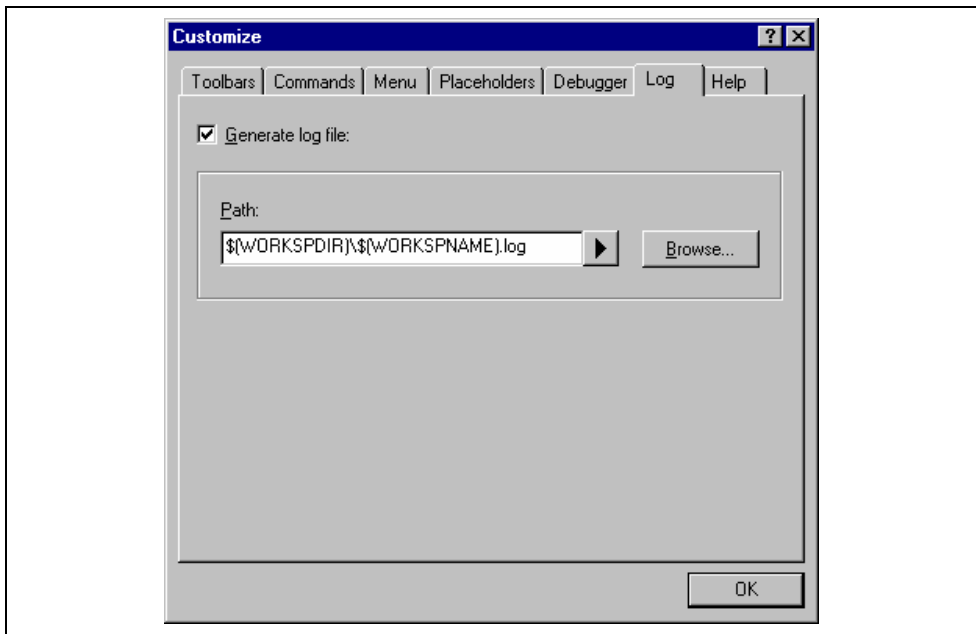 Customize
Toolbars Commands Menu Placeholders Debugger Log Help
Generate log file:
Path:
$(WORKSPDIR)\$(WORKSPNAME).log
Browse...
OK